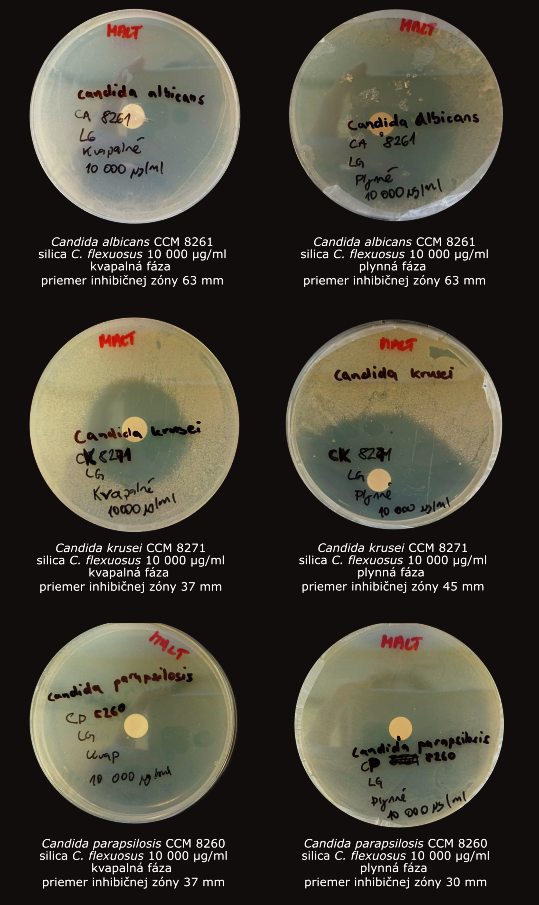 MALT
candida albicans
CA 8261
LG
Kvapalné
10 000 µg/ml
Candida albicans CCM 8261
silica C. flexuosus 10 000 µg/ml
kvapalná fáza
priemer inhibičnej zóny 63 mm
MALT
candida Albicans
CA 8261
LG
Plynné
10 000 µg/ml
Candida albicans CCM 8261
silica C. flexuosus 10 000 µg/ml
plynná fáza
priemer inhibičnej zóny 63 mm
MALT
Candida krusei
CK 8271
LG
Kvapalné
10000 µg/ml
Candida krusei CCM 8271
silica C. flexuosus 10 000 µg/ml
kvapalná fáza
priemer inhibičnej zóny 37 mm
MALT
Candida krusei
CK 8271
LG
Plynné
10 000 µg/ml
Candida krusei CCM 8271
silica C. flexuosus 10 000 µg/ml
plynná fáza
priemer inhibičnej zóny 45 mm
MALT
candida parapsilosis
CP 8260
LG
kvap
10 000 µg/ml
Candida parapsilosis CCM 8260
silica C. flexuosus 10 000 µg/ml
kvapalná fáza
priemer inhibičnej zóny 37 mm
MALT
candida parapsilosis
CP 8260
LG
plynné
10 000 µg/ml
Candida parapsilosis CCM 8260
silica C. flexuosus 10 000 µg/ml
plynná fáza
priemer inhibičnej zóny 30 mm